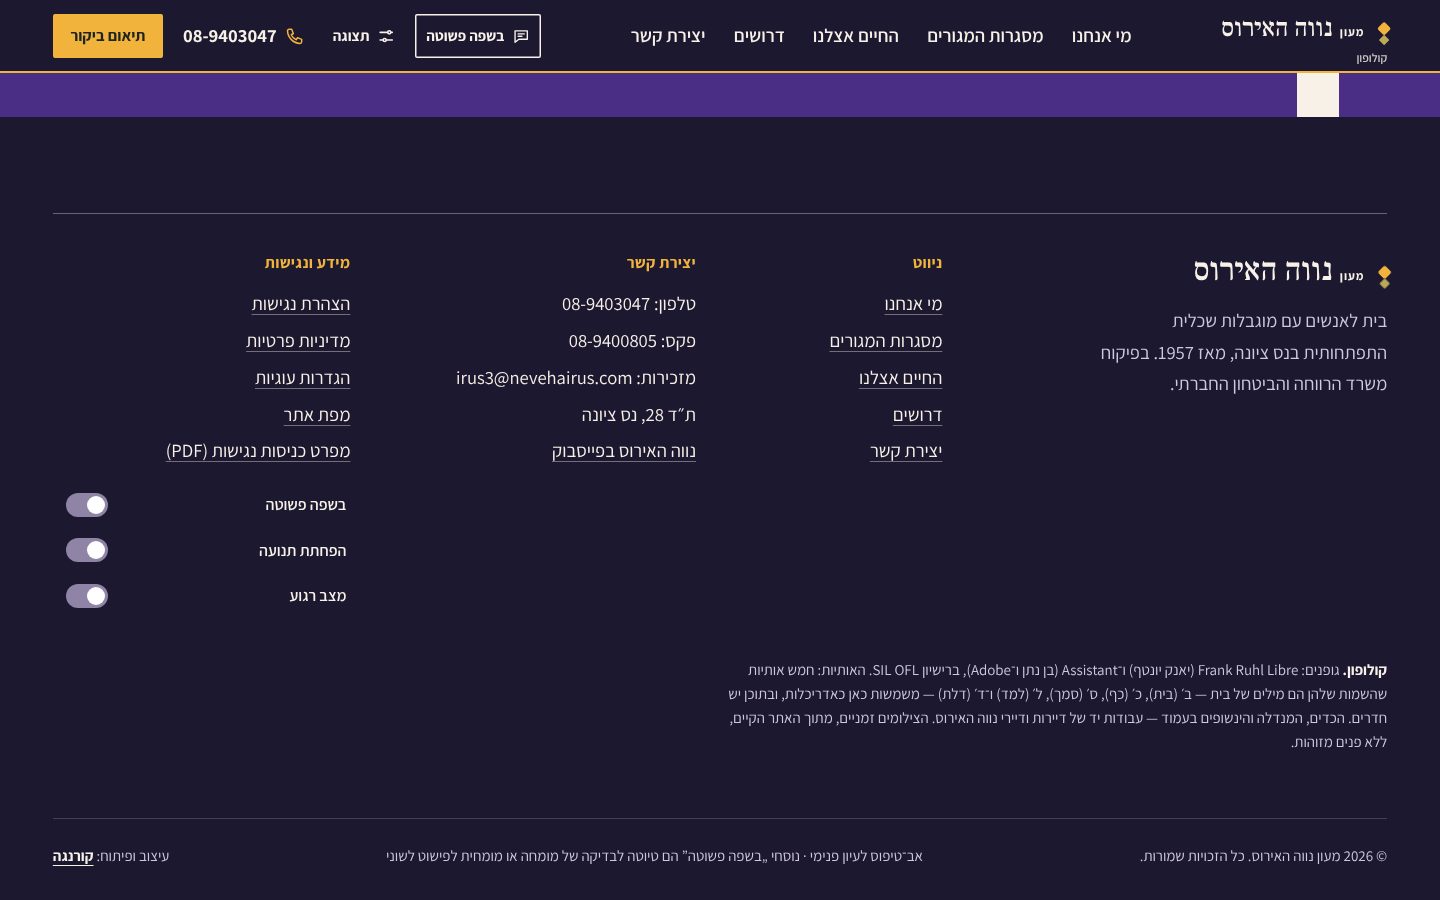 מעון נווה האירוס
קולופון
מי אנחנו
מסגרות המגורים
החיים אצלנו
דרושים
יצירת קשר
בשפה פשוטה
תצוגה
08-9403047
תיאום ביקור
מעון נווה האירוס
בית לאנשים עם מוגבלות שכלית
התפתחותית בנס ציונה, מאז 1957. בפיקוח
משרד הרווחה והביטחון החברתי.
ניווט
מי אנחנו
מסגרות המגורים
החיים אצלנו
דרושים
יצירת קשר
יצירת קשר
טלפון: 08-9403047
פקס: 08-9400805
מזכירות: irus3@nevehairus.com
ת״ד 28, נס ציונה
נווה האירוס בפייסבוק
מידע ונגישות
הצהרת נגישות
מדיניות פרטיות
הגדרות עוגיות
מפת אתר
מפרט כניסות נגישות (PDF)
בשפה פשוטה
הפחתת תנועה
מצב רגוע
קולופון. גופנים: Frank Ruhl Libre (יאנק יונטף) ו־Assistant (בן נתן ו־Adobe), ברישיון SIL OFL. האותיות: חמש אותיות
שהשמות שלהן הם מילים של בית — ב׳ (בית), כ׳ (כף), ס׳ (סמך), ל׳ (למד) ו־ד׳ (דלת) — משמשות כאן כאדריכלות, ובתוכן יש
חדרים. הכדים, המנדלה והינשופים בעמוד — עבודות יד של דיירות ודיירי נווה האירוס. הצילומים זמניים, מתוך האתר הקיים,
ללא פנים מזוהות.
© 2026 מעון נווה האירוס. כל הזכויות שמורות.
אב־טיפוס לעיון פנימי · נוסחי „בשפה פשוטה” הם טיוטה לבדיקה של מומחה או מומחית לפישוט לשוני
עיצוב ופיתוח: קורנגה